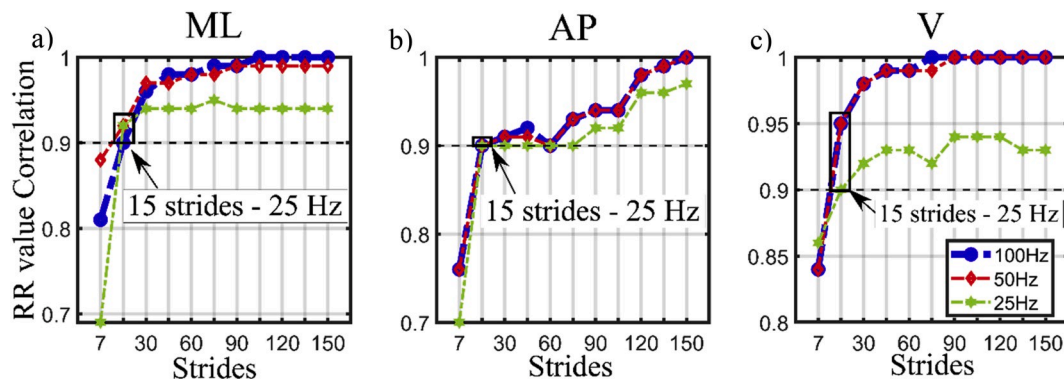 ML
AP
V
a)
b)
c)
RR value Correlation
1
0.9
0.8
0.7
15 strides - 25 Hz
7 30 60 90 120 150
Strides
1
0.9
0.8
0.7
15 strides - 25 Hz
7 30 60 90 120 150
Strides
1
0.95
0.9
0.85
0.8
15 strides - 25 Hz
100Hz
50Hz
25Hz
7 30 60 90 120 150
Strides